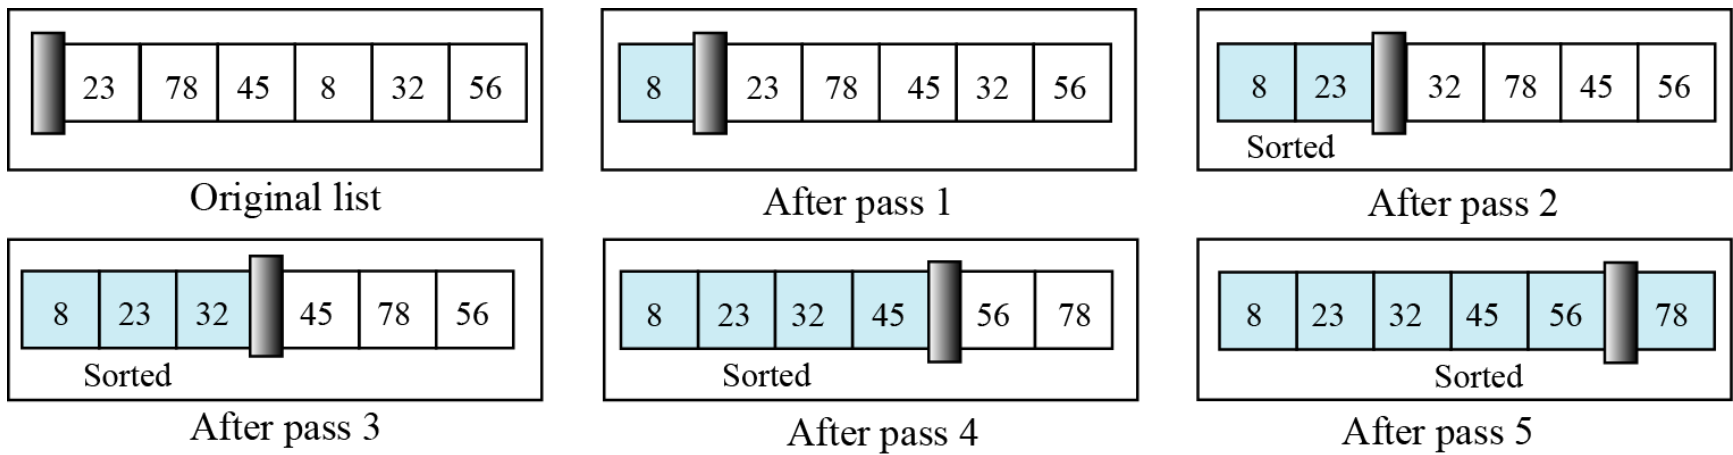 23 78 45 8 32 56
Original list
8 23 78 45 32 56
After pass 1
8 23 32 78 45 56
Sorted
After pass 2
8 23 32 45 78 56
Sorted
After pass 3
8 23 32 45 56 78
Sorted
After pass 4
8 23 32 45 56 78
Sorted
After pass 5